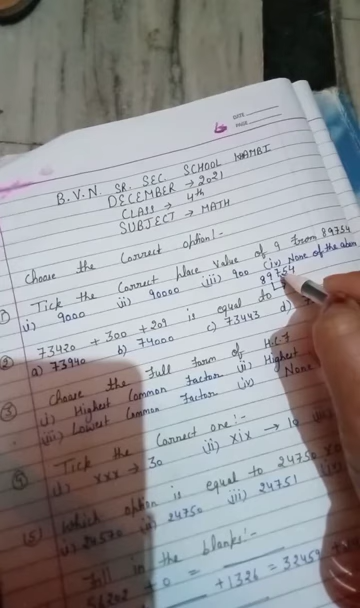 DATE
PAGE
B.V.N. SR. SEC. SCHOOL NAMBI
DECEMBER → 2021
CLASS → 4th
SUBJECT → MATH
Choose the Correct option!-
① Tick the Correct place value of 9 from 89754
i) 9000 ii) 90000 iii) 900 (iv) None of the above
89754
② 73420 + 300 + 209 is equal to
a) 73940 b) 74000 c) 73443 d)
③ Choose the Full form of H.C.F
i) Highest Common Factor ii) Highest
iii) Lowest Common Factor iv) None
④ Tick the Correct one:-
i) xxx → 30 ii) xix → 10
(5) Which option is equal to 24750
i) 24570 ii) 24750 iii) 24751
Fill in the blanks:-
51202 + 0 =
+ 1326 = 32459